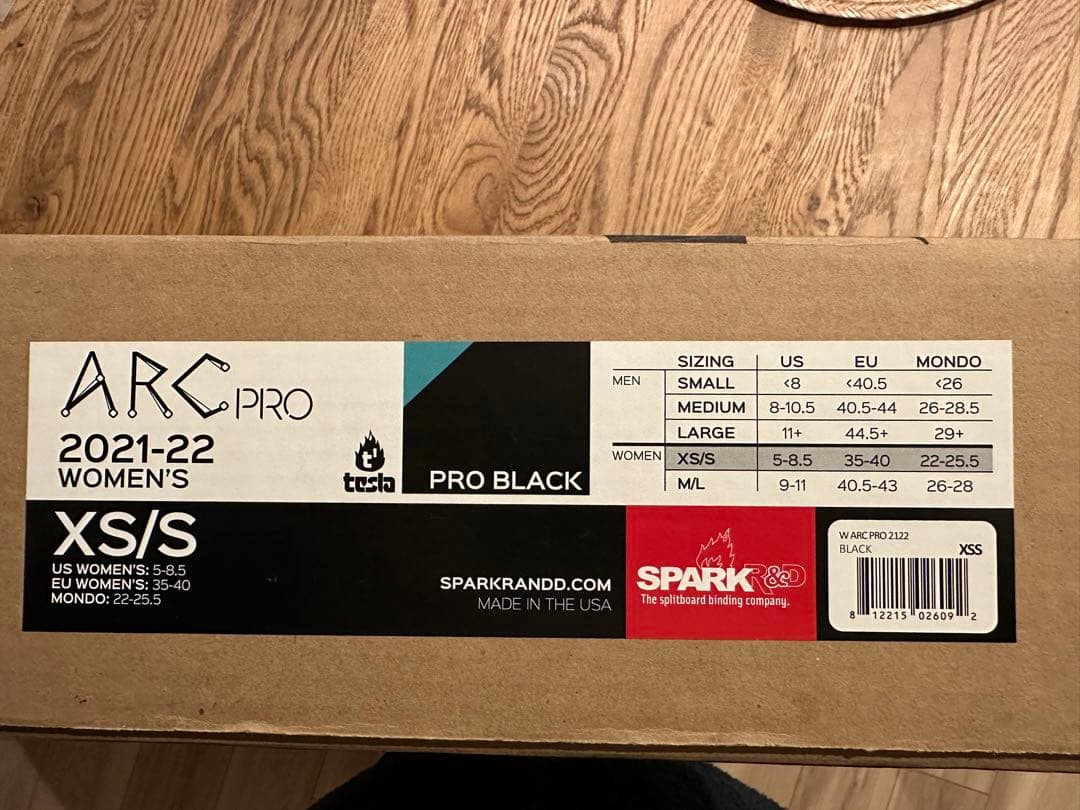 ARC PRO
2021-22
WOMEN'S
tesla
PRO BLACK
SIZING US EU MONDO
MEN SMALL <8 <40.5 <26
MEDIUM 8-10.5 40.5-44 26-28.5
LARGE 11+ 44.5+ 29+
WOMEN XS/S 5-8.5 35-40 22-25.5
M/L 9-11 40.5-43 26-28
XS/S
US WOMEN'S: 5-8.5
EU WOMEN'S: 35-40
MONDO: 22-25.5
SPARKRANDD.COM
MADE IN THE USA
SPARK R&D
The splitboard binding company.
W ARC PRO 2122
BLACK XSS
8 12215 02609 2